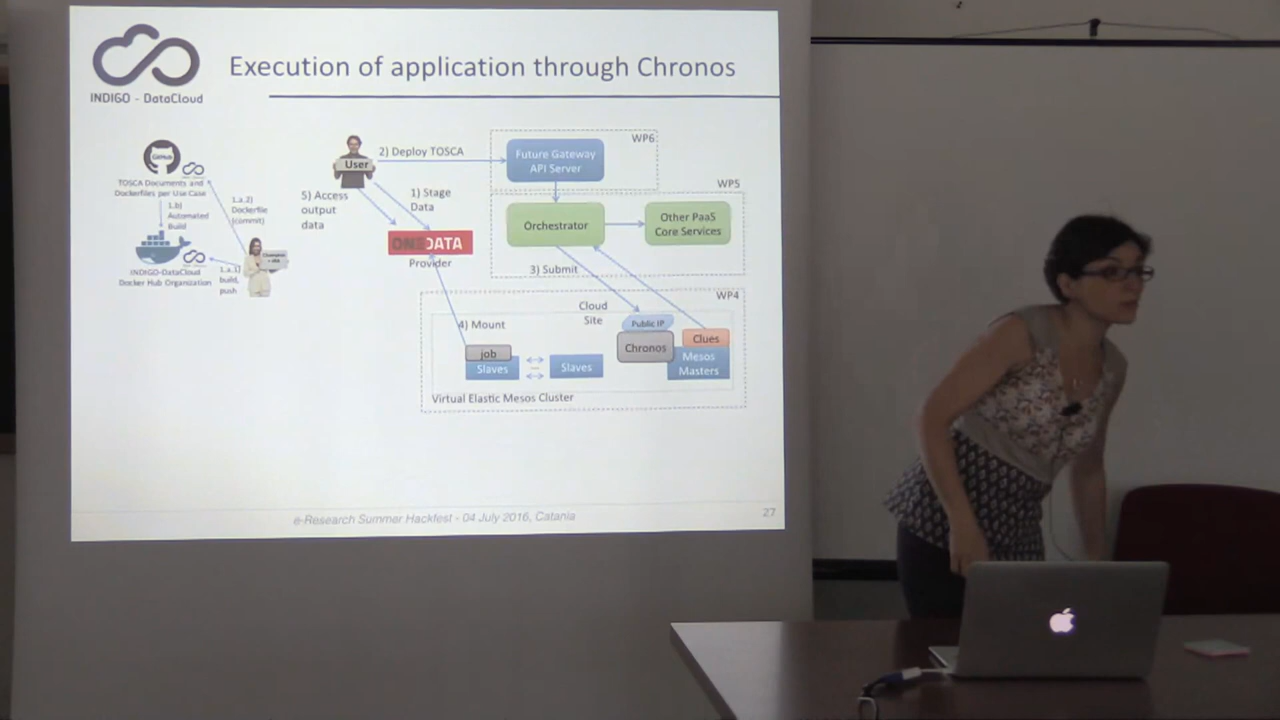 Execution of application through Chronos
INDIGO - DataCloud
GitHub
TOSCA Documents and
Dockerfiles per Use Case
1.b)
Automated
Build
1.a.2)
Dockerfile
(commit)
INDIGO-DataCloud
Docker Hub Organization
1.a.1)
build,
push
User
2) Deploy TOSCA
5) Access
output
data
1) Stage
Data
ONEDATA
Provider
WP6
Future Gateway
API Server
WP5
Orchestrator
Other PaaS
Core Services
3) Submit
WP4
Cloud
Site
4) Mount
Public IP
Chronos
Clues
Mesos
Masters
job
Slaves
Slaves
Virtual Elastic Mesos Cluster
e-Research Summer Hackfest - 04 July 2016, Catania
27